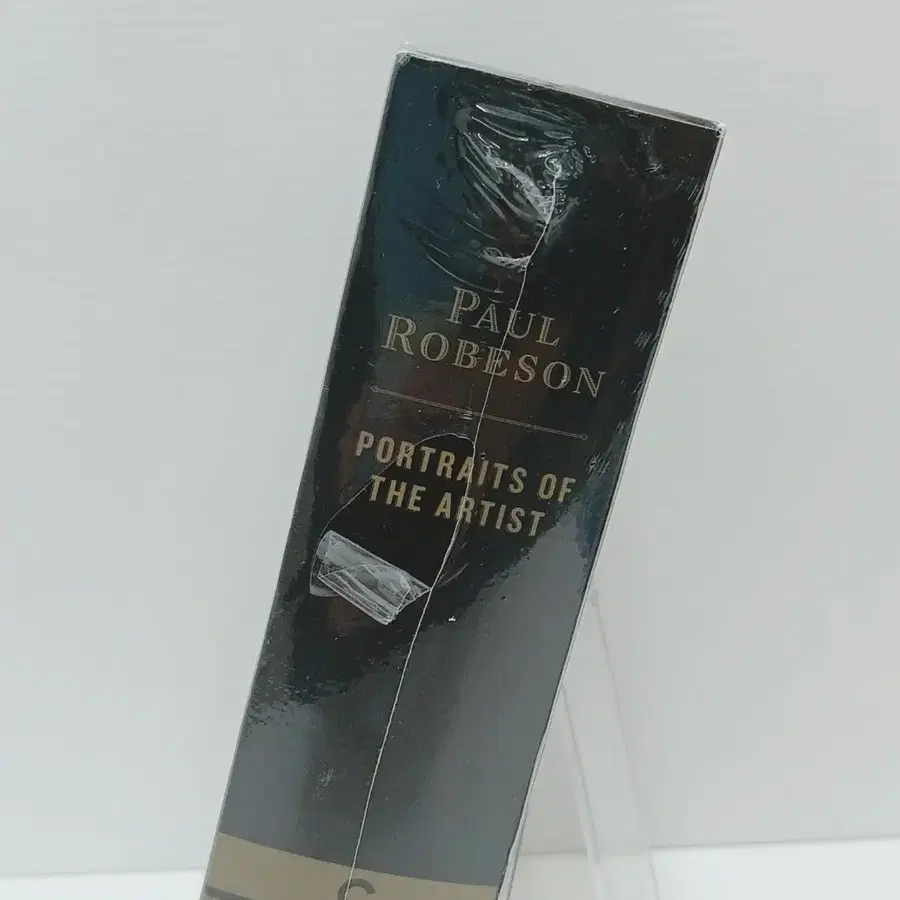 PAUL
ROBESON
PORTRAITS OF
THE ARTIST